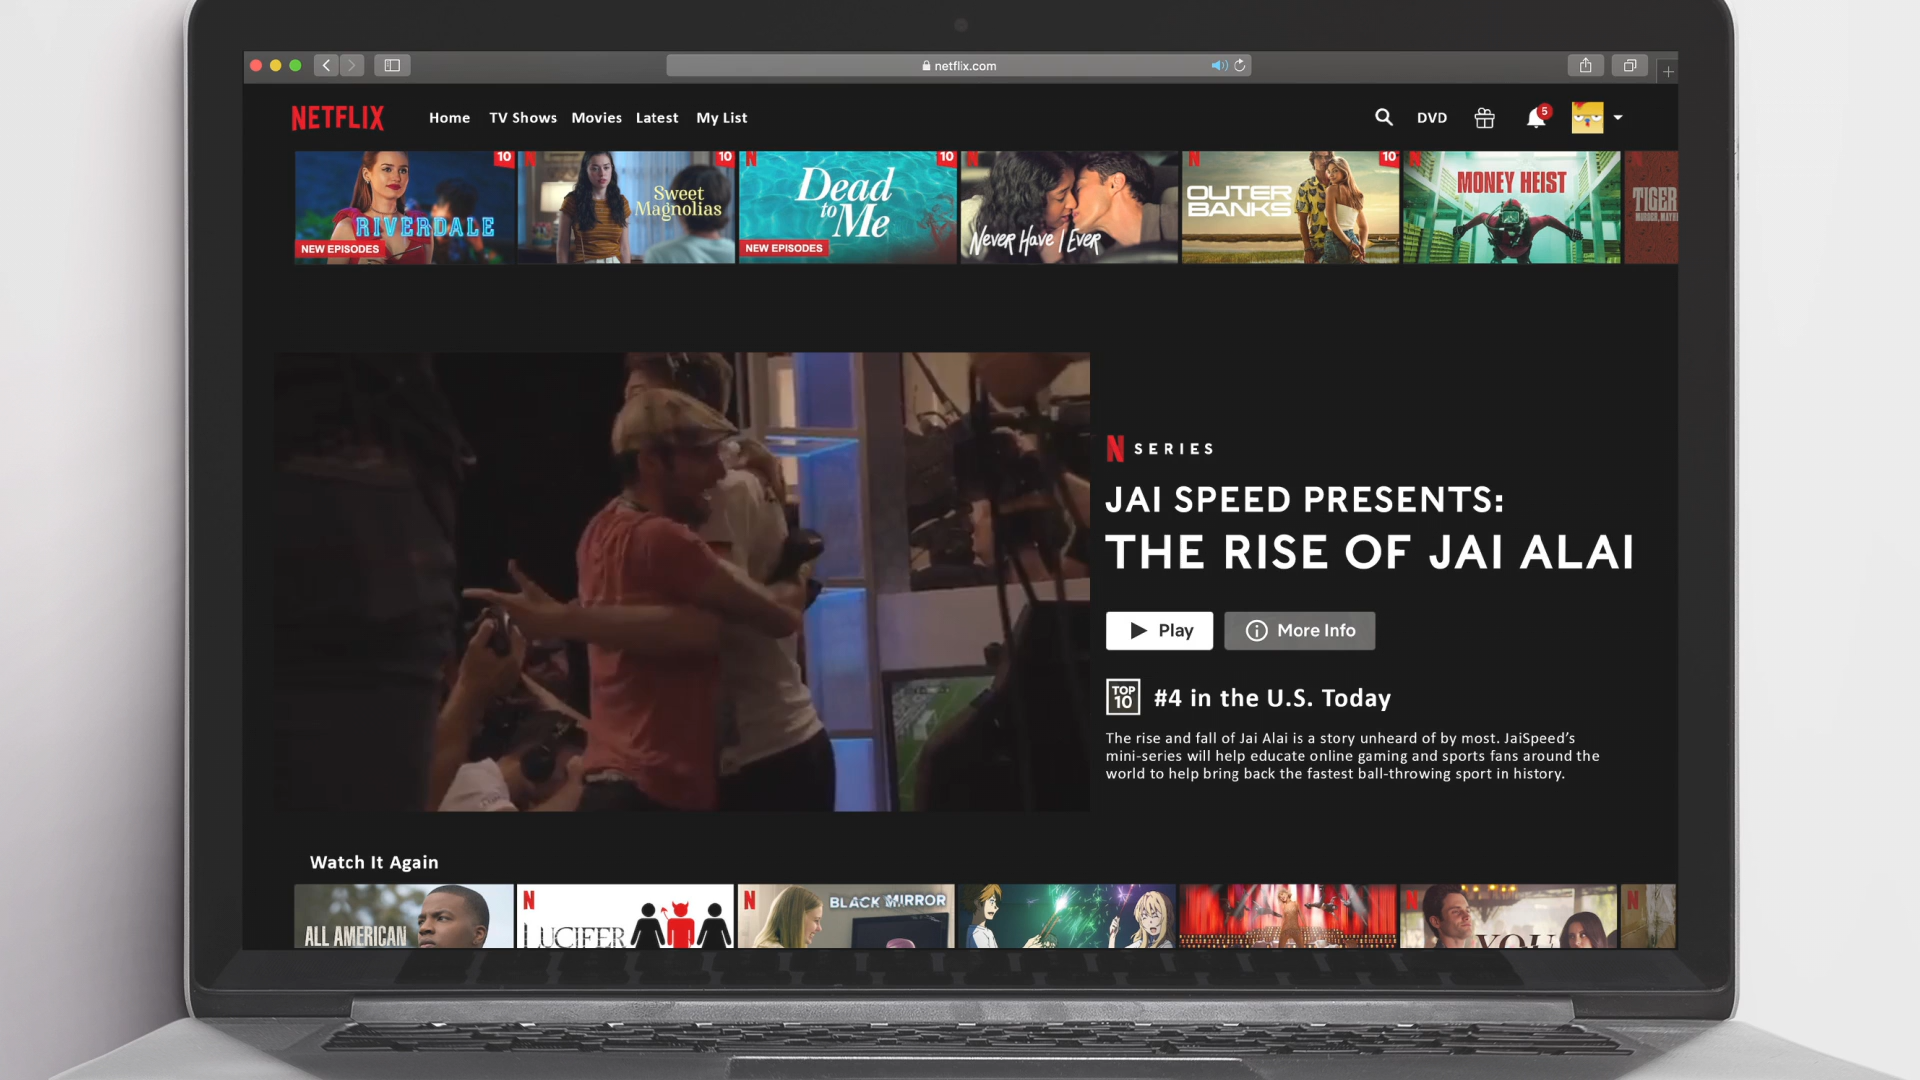 netflix.com
NETFLIX
Home TV Shows Movies Latest My List
DVD
5
10
RIVERDALE
NEW EPISODES
10
Sweet
Magnolias
10
Dead
to
Me
NEW EPISODES
Never Have I Ever
10
OUTER
BANKS
MONEY HEIST
TIGER
N SERIES
JAI SPEED PRESENTS:
THE RISE OF JAI ALAI
Play
More Info
TOP
10
#4 in the U.S. Today
The rise and fall of Jai Alai is a story unheard of by most. JaiSpeed's
mini-series will help educate online gaming and sports fans around the
world to help bring back the fastest ball-throwing sport in history.
Watch It Again
ALL AMERICAN
N
LUCIFER
N
BLACK MIRROR
N
YOU
N